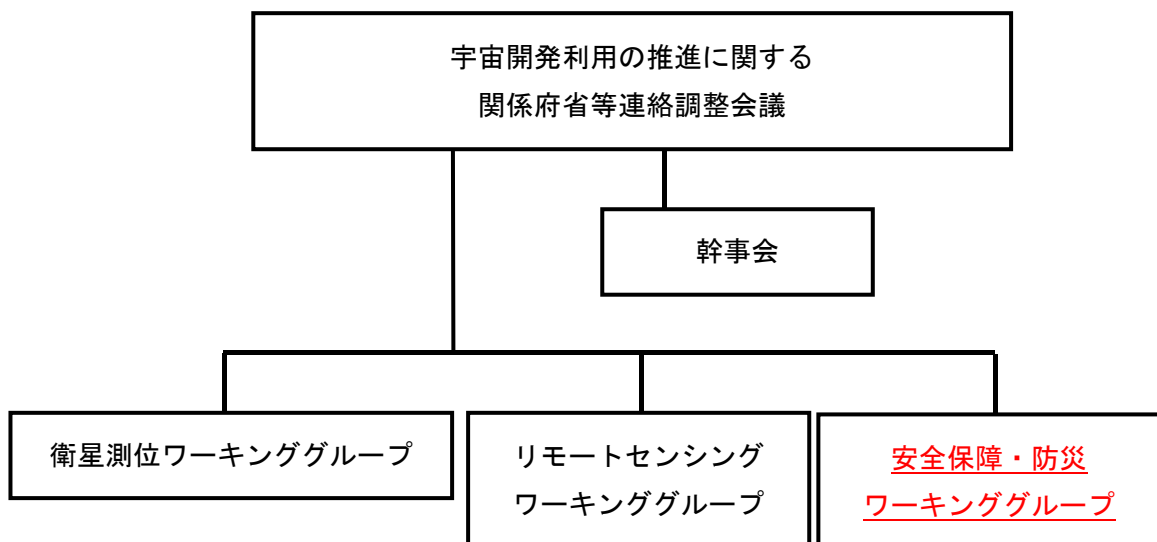 宇宙開発利用の推進に関する
関係府省等連絡調整会議
幹事会
衛星測位ワーキンググループ
リモートセンシング
ワーキンググループ
安全保障・防災
ワーキンググループ